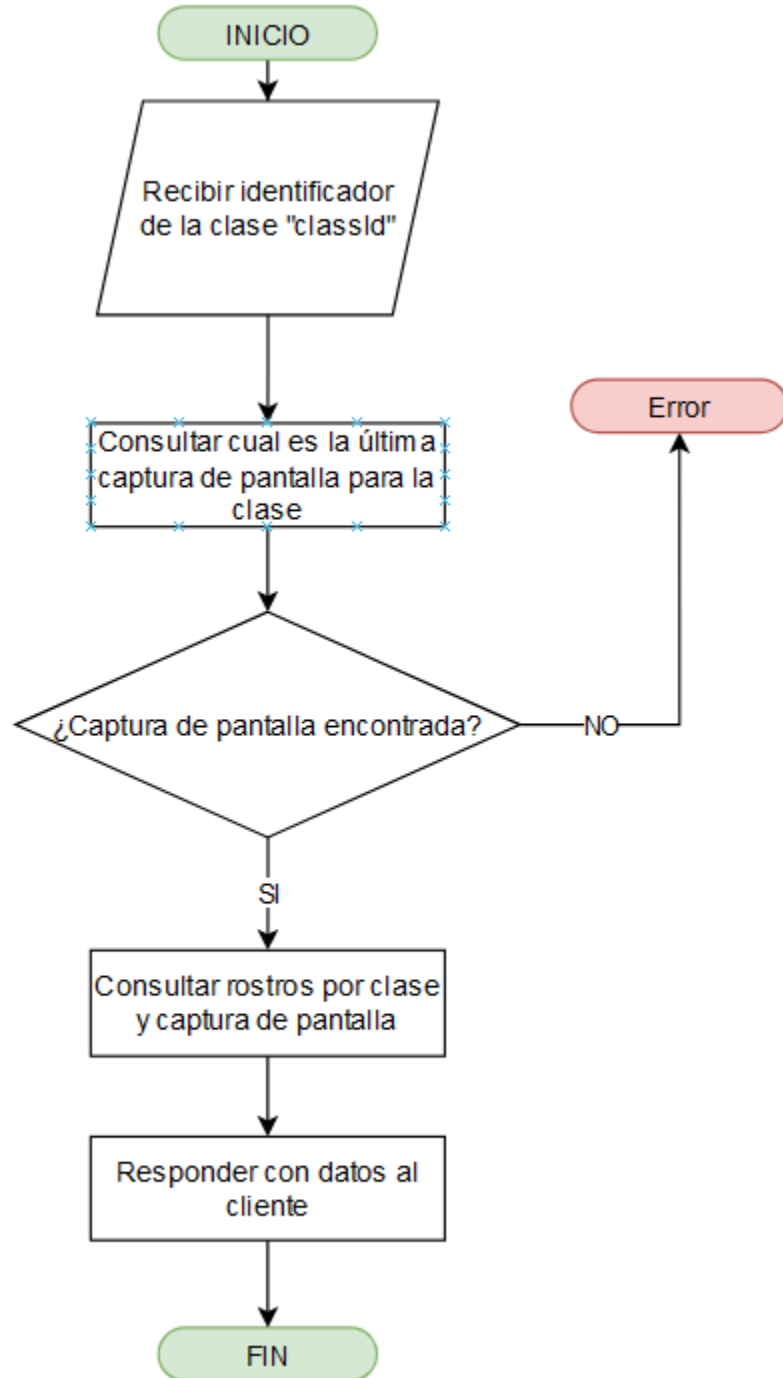 INICIO
Recibir identificador
de la clase "classId"
Consultar cual es la última
captura de pantalla para la
clase
Error
¿Captura de pantalla encontrada?
NO
SI
Consultar rostros por clase
y captura de pantalla
Responder con datos al
cliente
FIN